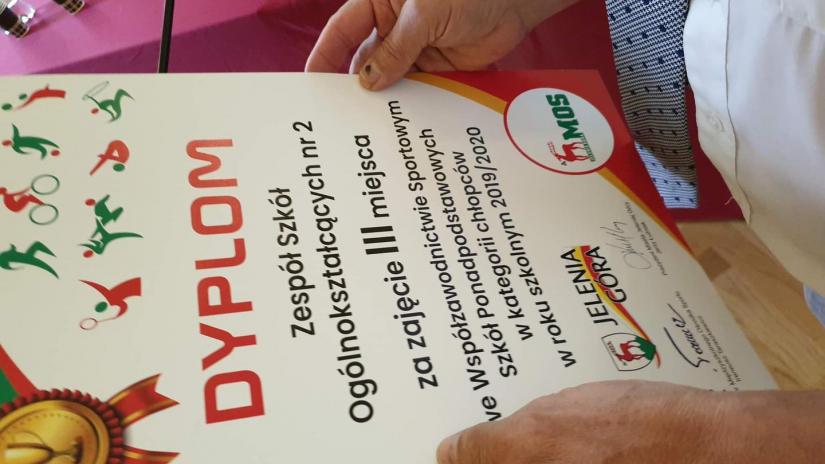 DYPLOM
Zespół Szkół
Ogólnokształcących nr 2
za zajęcie III miejsca
we Współzawodnictwie Sportowym
Szkół Ponadpodstawowych
w kategorii chłopców
w roku szkolnym 2019/2020
JELENIA
GÓRA
MOS